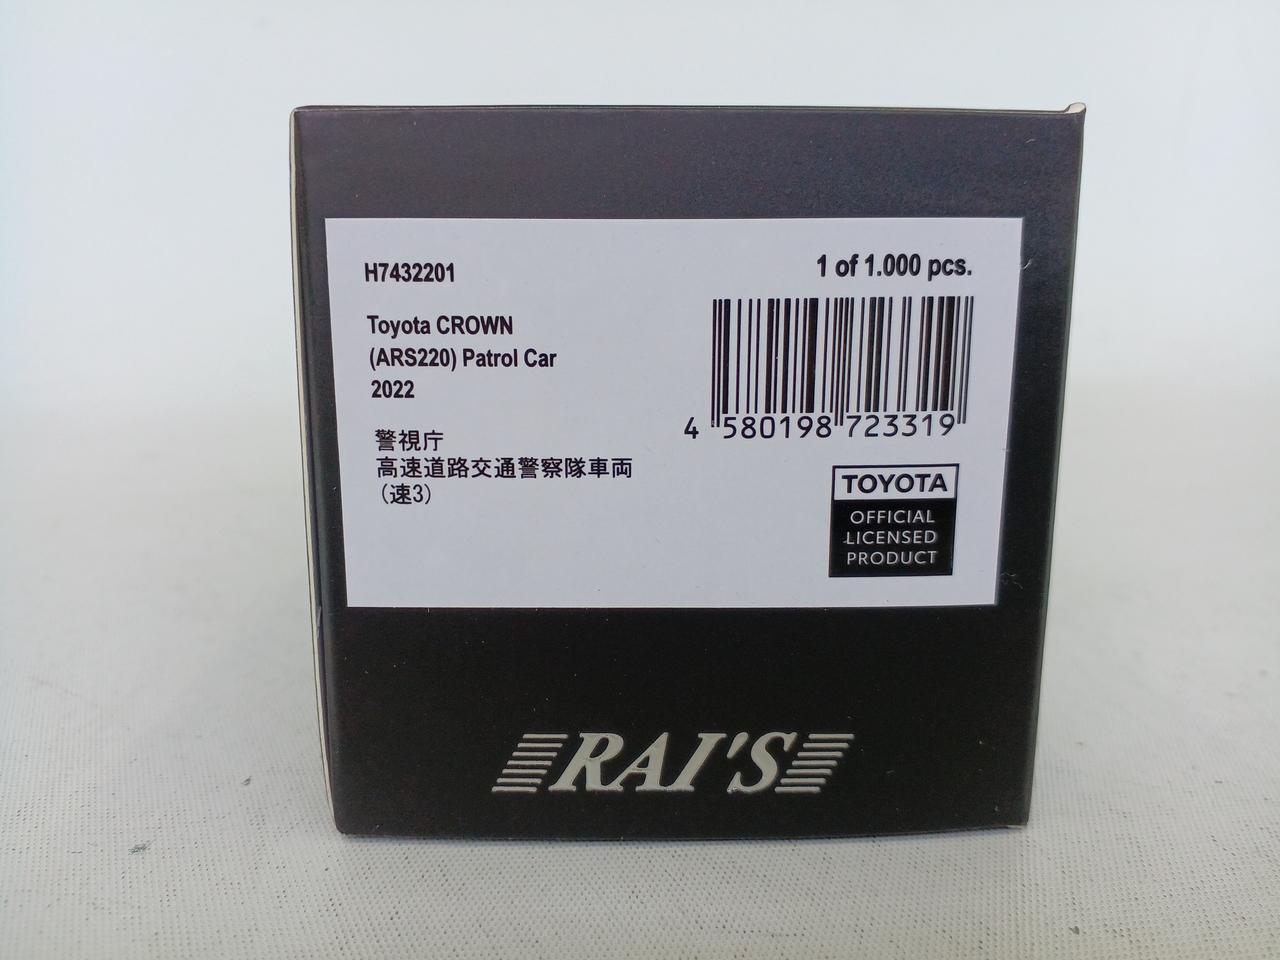 H7432201
1 of 1.000 pcs.
Toyota CROWN
(ARS220) Patrol Car
2022
警視庁
高速道路交通警察隊車両
（速3）
4 580198 723319
TOYOTA
OFFICIAL
LICENSED
PRODUCT
RAI'S